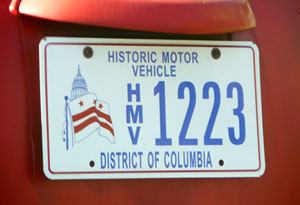 HISTORIC MOTOR
VEHICLE
HMV 1223
DISTRICT OF COLUMBIA